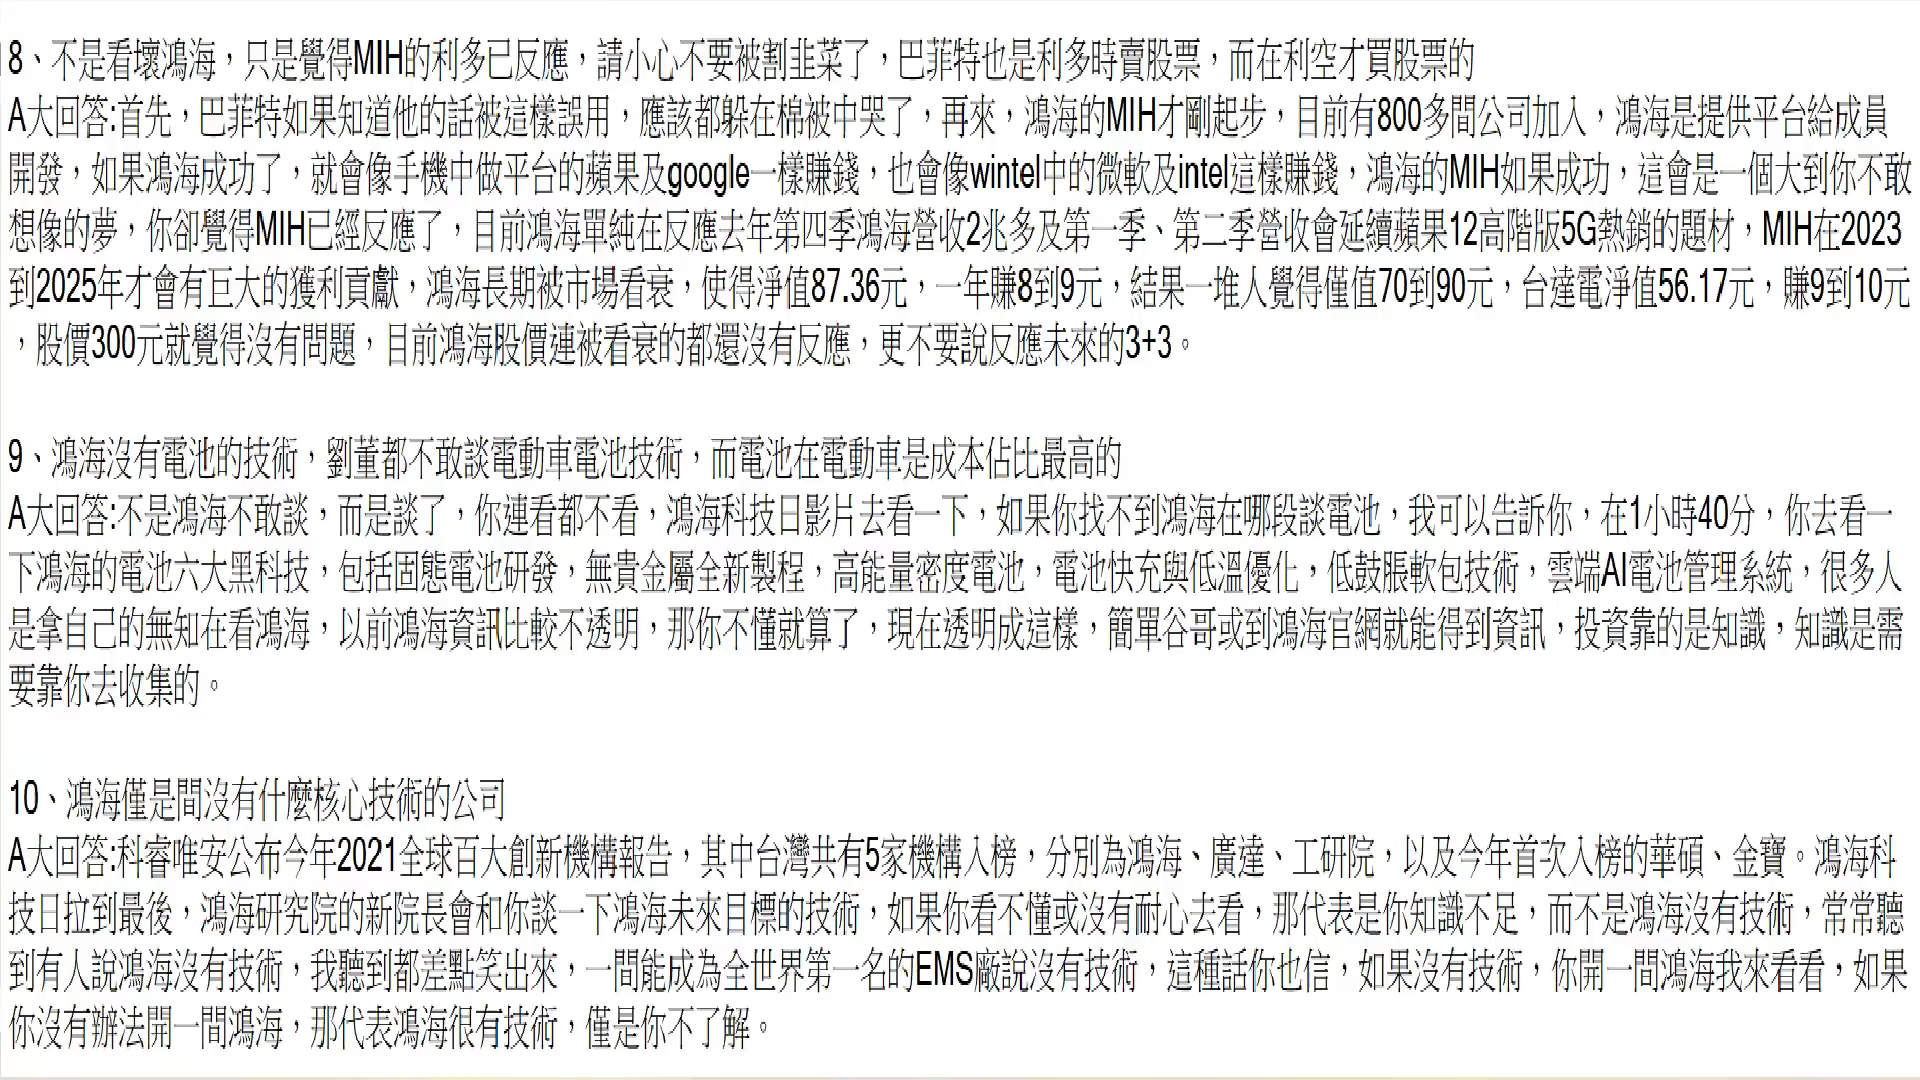 8、不是看壞鴻海，只是覺得MIH的利多已反應，請小心不要被割韭菜了，巴菲特也是利多時賣股票，而在利空才買股票的
A大回答:首先，巴菲特如果知道他的話被這樣誤用，應該都躲在棉被中哭了，再來，鴻海的MIH才剛起步，目前有800多間公司加入，鴻海是提供平台給成員
開發，如果鴻海成功了，就會像手機中做平台的蘋果及google一樣賺錢，也會像wintel中的微軟及intel這樣賺錢，鴻海的MIH如果成功，這會是一個大到你不敢
想像的夢，你卻覺得MIH已經反應了，目前鴻海單純在反應去年第四季鴻海營收2兆多及第一季、第二季營收會延續蘋果12高階版5G熱銷的題材，MIH在2023
到2025年才會有巨大的獲利貢獻，鴻海長期被市場看衰，使得淨值87.36元，一年賺8到9元，結果一堆人覺得僅值70到90元，台達電淨值56.17元，賺9到10元
，股價300元就覺得沒有問題，目前鴻海股價連被看衰的都還沒有反應，更不要說反應未來的3+3。
9、鴻海沒有電池的技術，劉董都不敢談電動車電池技術，而電池在電動車是成本佔比最高的
A大回答:不是鴻海不敢談，而是談了，你連看都不看，鴻海科技日影片去看一下，如果你找不到鴻海在哪段談電池，我可以告訴你，在1小時40分，你去看一
下鴻海的電池六大黑科技，包括固態電池研發，無貴金屬全新製程，高能量密度電池，電池快充與低溫優化，低鼓脹軟包技術，雲端AI電池管理系統，很多人
是拿自己的無知在看鴻海，以前鴻海資訊比較不透明，那你不懂就算了，現在透明成這樣，簡單谷哥或到鴻海官網就能得到資訊，投資靠的是知識，知識是需
要靠你去收集的。
10、鴻海僅是間沒有什麼核心技術的公司
A大回答:科睿唯安公布今年2021全球百大創新機構報告，其中台灣共有5家機構入榜，分別為鴻海、廣達、工研院，以及今年首次入榜的華碩、金寶。鴻海科
技日拉到最後，鴻海研究院的新院長會和你談一下鴻海未來目標的技術，如果你看不懂或沒有耐心去看，那代表是你知識不足，而不是鴻海沒有技術，常常聽
到有人說鴻海沒有技術，我聽到都差點笑出來，一間能成為全世界第一名的EMS廠說沒有技術，這種話你也信，如果沒有技術，你開一間鴻海我來看看，如果
你沒有辦法開一間鴻海，那代表鴻海很有技術，僅是你不了解。